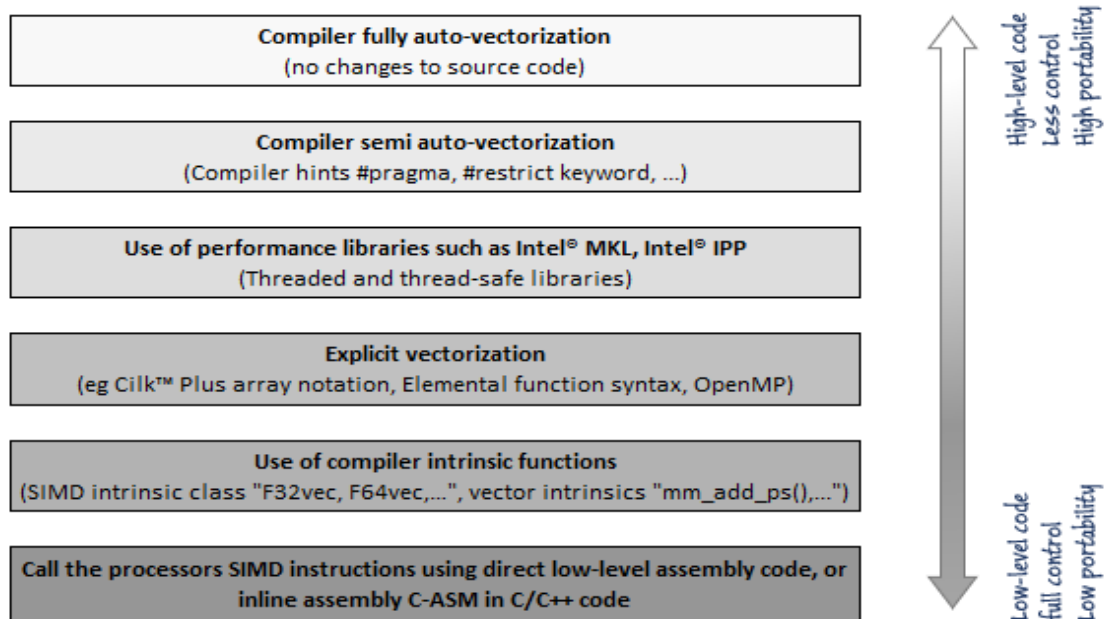 Compiler fully auto-vectorization
(no changes to source code)
Compiler semi auto-vectorization
(Compiler hints #pragma, #restrict keyword, ...)
Use of performance libraries such as Intel® MKL, Intel® IPP
(Threaded and thread-safe libraries)
Explicit vectorization
(eg Cilk™ Plus array notation, Elemental function syntax, OpenMP)
Use of compiler intrinsic functions
(SIMD intrinsic class "F32vec, F64vec,...", vector intrinsics "mm_add_ps(),...")
Call the processors SIMD instructions using direct low-level assembly code, or
inline assembly C-ASM in C/C++ code
High-level code
Less control
High portability
Low-level code
full control
Low portability